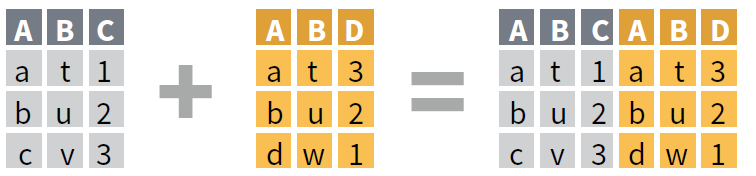 A B C A B D A B C A B D
a t 1 a t 3 a t 1 a t 3
b u 2 + b u 2 = b u 2 b u 2
c v 3 d w 1 c v 3 d w 1